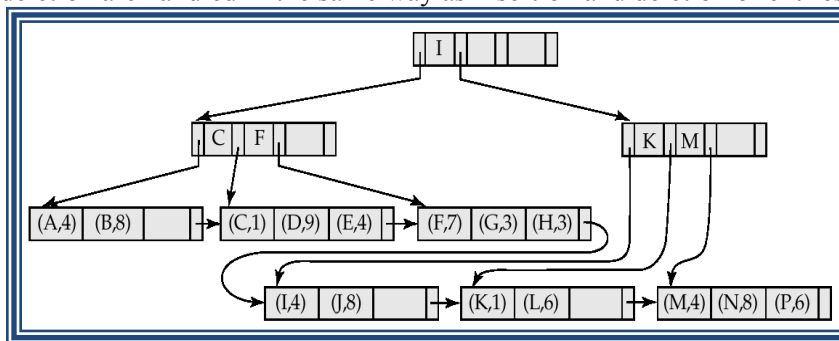 I
C F K M
(A,4) (B,8) (C,1) (D,9) (E,4) (F,7) (G,3) (H,3)
(I,4) (J,8) (K,1) (L,6) (M,4) (N,8) (P,6)